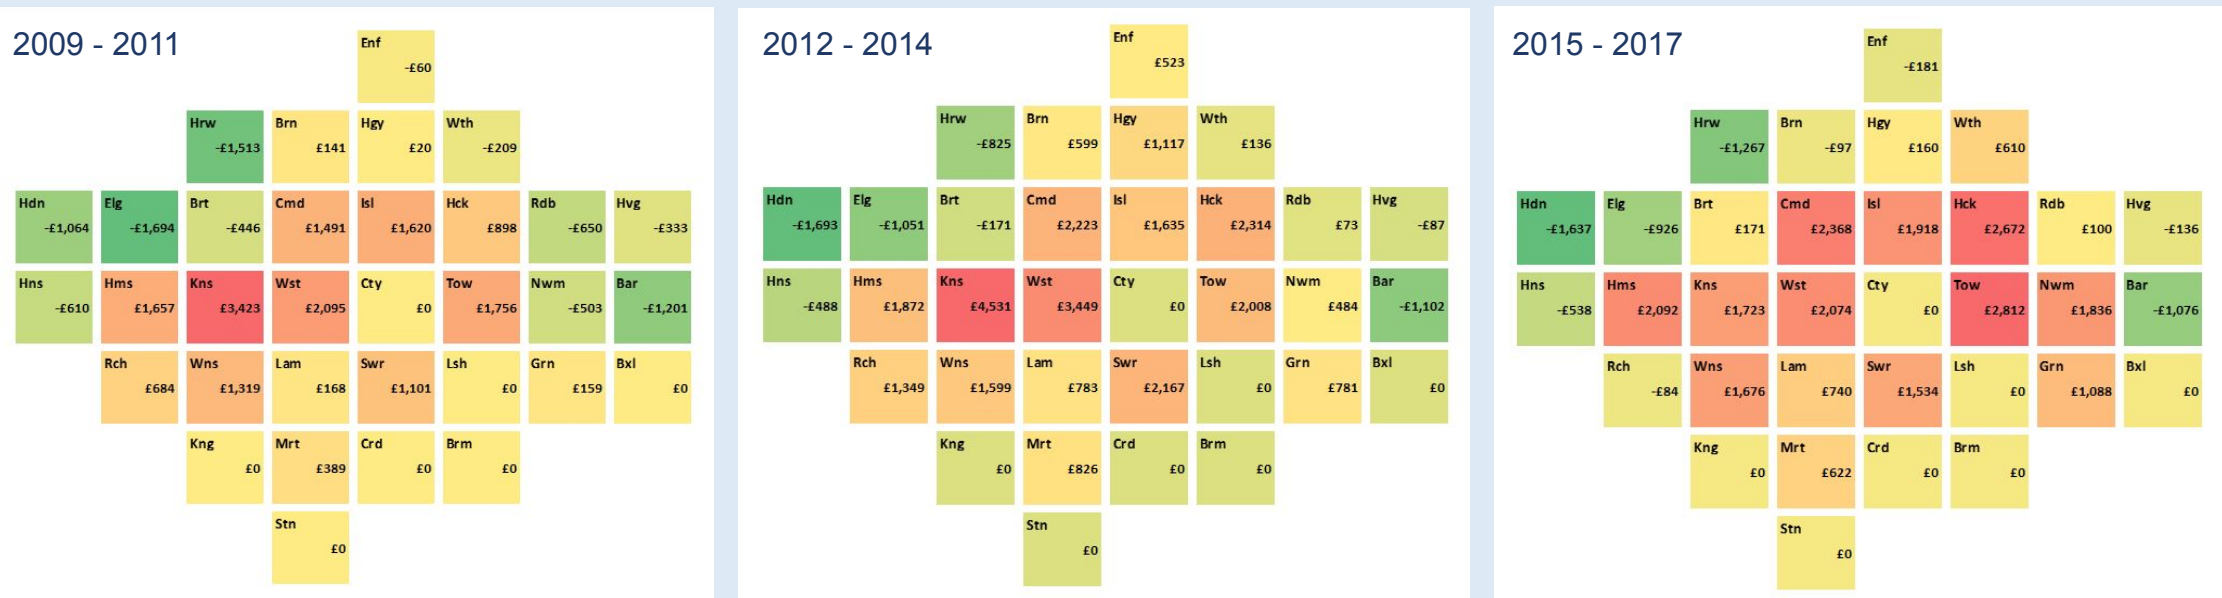 2009 - 2011
Enf
-£60
Hrw Brn Hgy Wth
-£1,513 £141 £20 -£209
Hdn Elg Brt Cmd Isl Hck Rdb Hvg
-£1,064 -£1,694 -£446 £1,491 £1,620 £898 -£650 -£333
Hns Hms Kns Wst Cty Tow Nwm Bar
-£610 £1,657 £3,423 £2,095 £0 £1,756 -£503 -£1,201
Rch Wns Lam Swr Lsh Grn Bxl
£684 £1,319 £168 £1,101 £0 £159 £0
Kng Mrt Crd Brm
£0 £389 £0 £0
Stn
£0
2012 - 2014
Enf
£523
Hrw Brn Hgy Wth
-£825 £599 £1,117 £136
Hdn Elg Brt Cmd Isl Hck Rdb Hvg
-£1,693 -£1,051 -£171 £2,223 £1,635 £2,314 £73 -£87
Hns Hms Kns Wst Cty Tow Nwm Bar
-£488 £1,872 £4,531 £3,449 £0 £2,008 £484 -£1,102
Rch Wns Lam Swr Lsh Grn Bxl
£1,349 £1,599 £783 £2,167 £0 £781 £0
Kng Mrt Crd Brm
£0 £826 £0 £0
Stn
£0
2015 - 2017
Enf
-£181
Hrw Brn Hgy Wth
-£1,267 -£97 £160 £610
Hdn Elg Brt Cmd Isl Hck Rdb Hvg
-£1,637 -£926 £171 £2,368 £1,918 £2,672 £100 -£136
Hns Hms Kns Wst Cty Tow Nwm Bar
-£538 £2,092 £1,723 £2,074 £0 £2,812 £1,836 -£1,076
Rch Wns Lam Swr Lsh Grn Bxl
-£84 £1,676 £740 £1,534 £0 £1,088 £0
Kng Mrt Crd Brm
£0 £622 £0 £0
Stn
£0